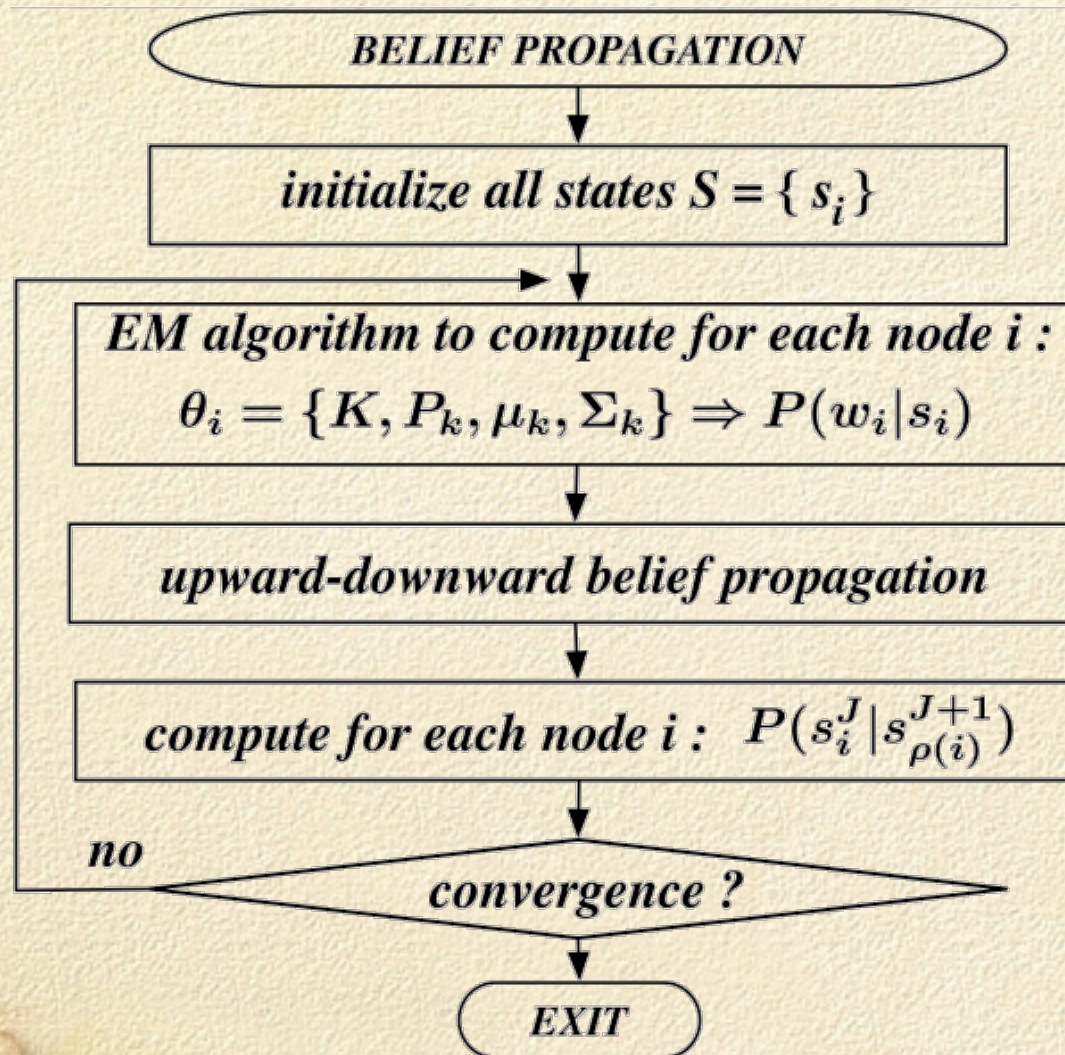 BELIEF PROPAGATION
initialize all states S = { s_i }
EM algorithm to compute for each node i :
θ_i = {K, P_k, μ_k, Σ_k} ⇒ P(w_i|s_i)
upward-downward belief propagation
compute for each node i : P(s_i^J|s_{ρ(i)}^{J+1})
no
convergence ?
EXIT